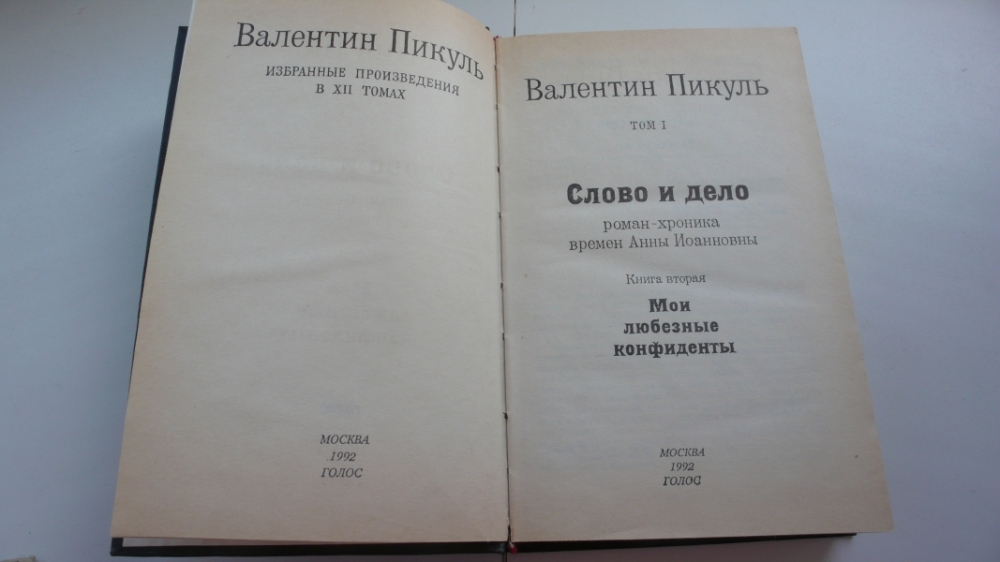 Валентин Пикуль
ИЗБРАННЫЕ ПРОИЗВЕДЕНИЯ
В XII ТОМАХ
МОСКВА
1992
ГОЛОС
Валентин Пикуль
ТОМ I
Слово и дело
роман-хроника
времен Анны Иоанновны
Книга вторая
Мои
любезные
конфиденты
МОСКВА
1992
ГОЛОС